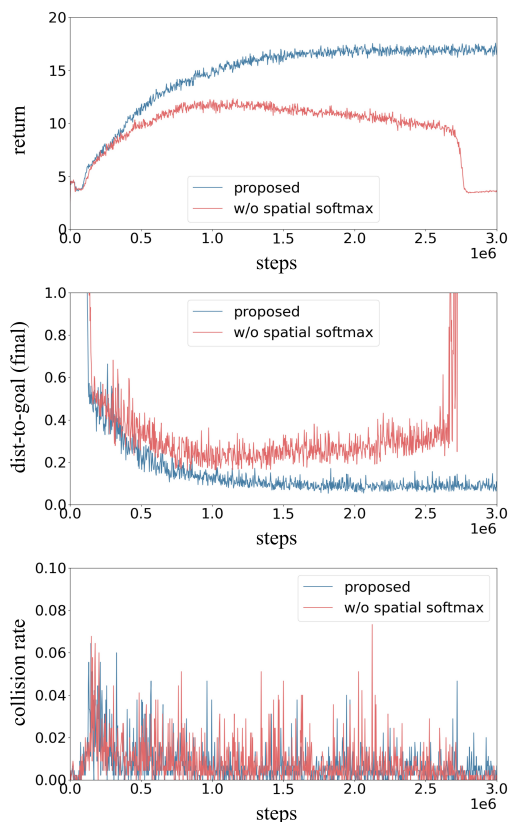 20
15
10
5
0
return
proposed
w/o spatial softmax
0.0 0.5 1.0 1.5 2.0 2.5 3.0
1e6
steps
1.0
0.8
0.6
0.4
0.2
0.0
dist-to-goal (final)
proposed
w/o spatial softmax
0.0 0.5 1.0 1.5 2.0 2.5 3.0
1e6
steps
0.10
0.08
0.06
0.04
0.02
0.00
collision rate
proposed
w/o spatial softmax
0.0 0.5 1.0 1.5 2.0 2.5 3.0
1e6
steps